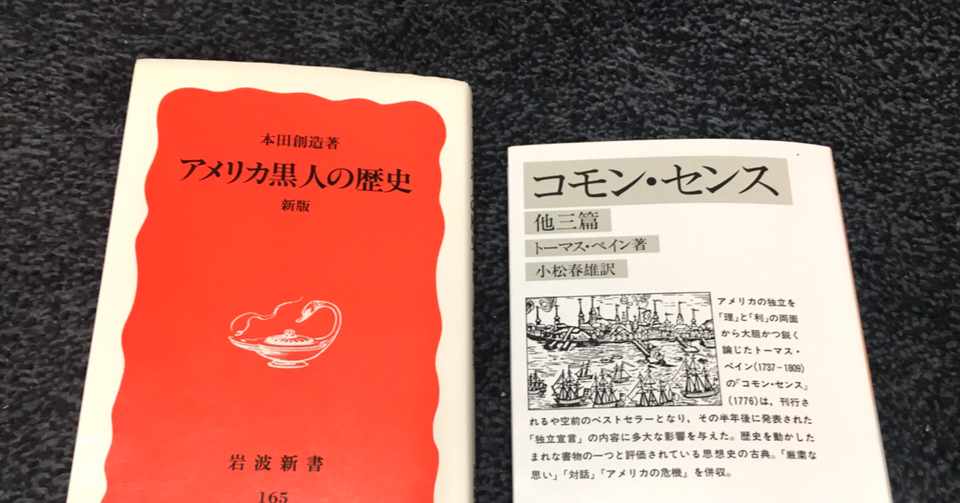 本田創造著
アメリカ黒人の歴史
新版
岩波新書
165
コモン・センス
他三篇
トーマス・ペイン著
小松春雄訳
アメリカの独立を
「理」と「利」の両面
から大胆かつ鋭く
論じたトーマス・
ペイン(1737-1809)
の『コモン・センス』
(1776)は,刊行さ
れるや空前のベストセラーとなり,その半年後に発表された
「独立宣言」の内容に多大な影響を与えた。歴史を動かした
まれな書物の一つと評価されている思想史の古典。「厳粛な
思い」「対話」「アメリカの危機」を併収。